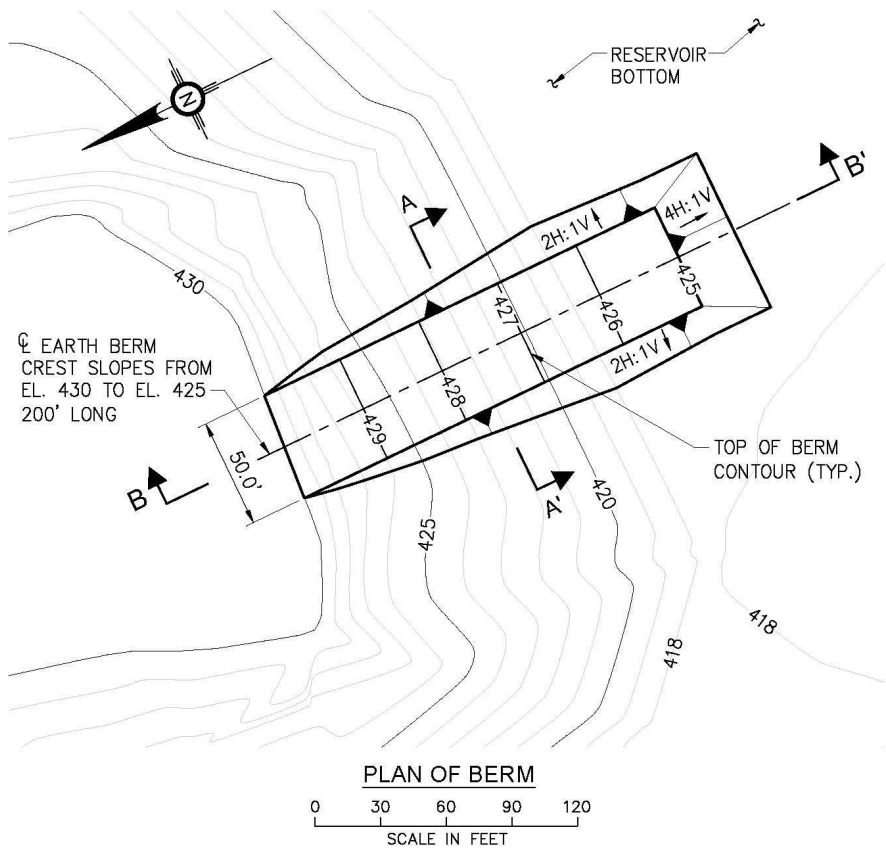 RESERVOIR
BOTTOM
N
B'
A
2H:1V
4H:1V
430
427
426
425
℄ EARTH BERM
CREST SLOPES FROM
EL. 430 TO EL. 425
200' LONG
428
429
2H:1V
TOP OF BERM
CONTOUR (TYP.)
50.0'
B
A'
425
420
418
418
PLAN OF BERM
0 30 60 90 120
SCALE IN FEET